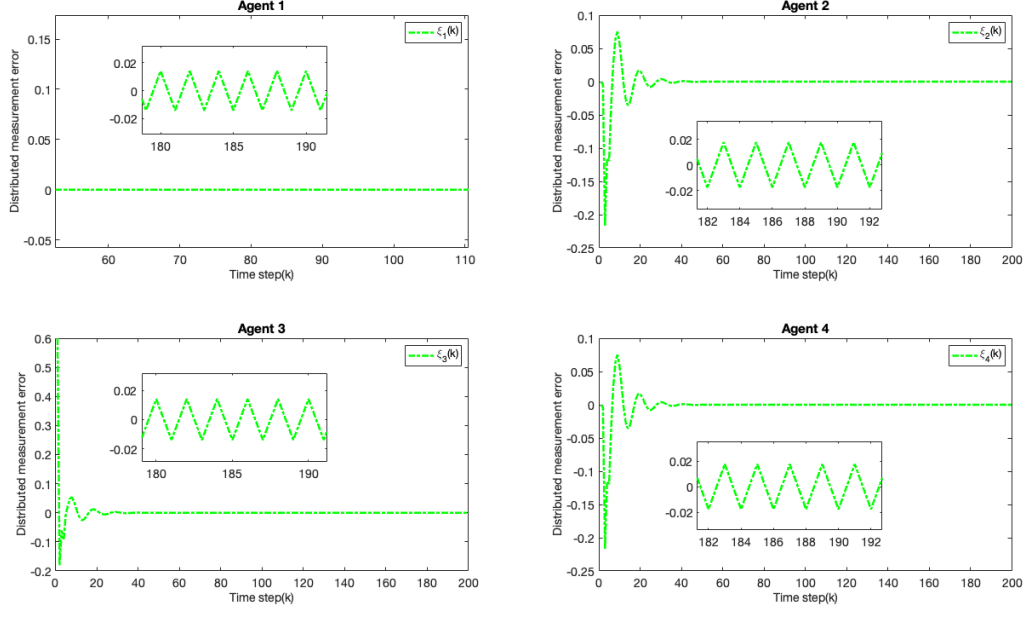 Agent 1
Distributed measurement error
0.15
0.1
0.05
0
-0.05
ξ1(k)
0.02
0
-0.02
180 185 190
60 70 80 90 100 110
Time step(k)
Agent 2
Distributed measurement error
0.1
0.05
0
-0.05
-0.1
-0.15
-0.2
-0.25
ξ2(k)
0.02
0
-0.02
182 184 186 188 190 192
0 20 40 60 80 100 120 140 160 180 200
Time step(k)
Agent 3
Distributed measurement error
0.6
0.5
0.4
0.3
0.2
0.1
0
-0.1
-0.2
ξ3(k)
0.02
0
-0.02
180 185 190
0 20 40 60 80 100 120 140 160 180 200
Time step(k)
Agent 4
Distributed measurement error
0.1
0.05
0
-0.05
-0.1
-0.15
-0.2
-0.25
ξ4(k)
0.02
0
-0.02
182 184 186 188 190 192
0 20 40 60 80 100 120 140 160 180 200
Time step(k)